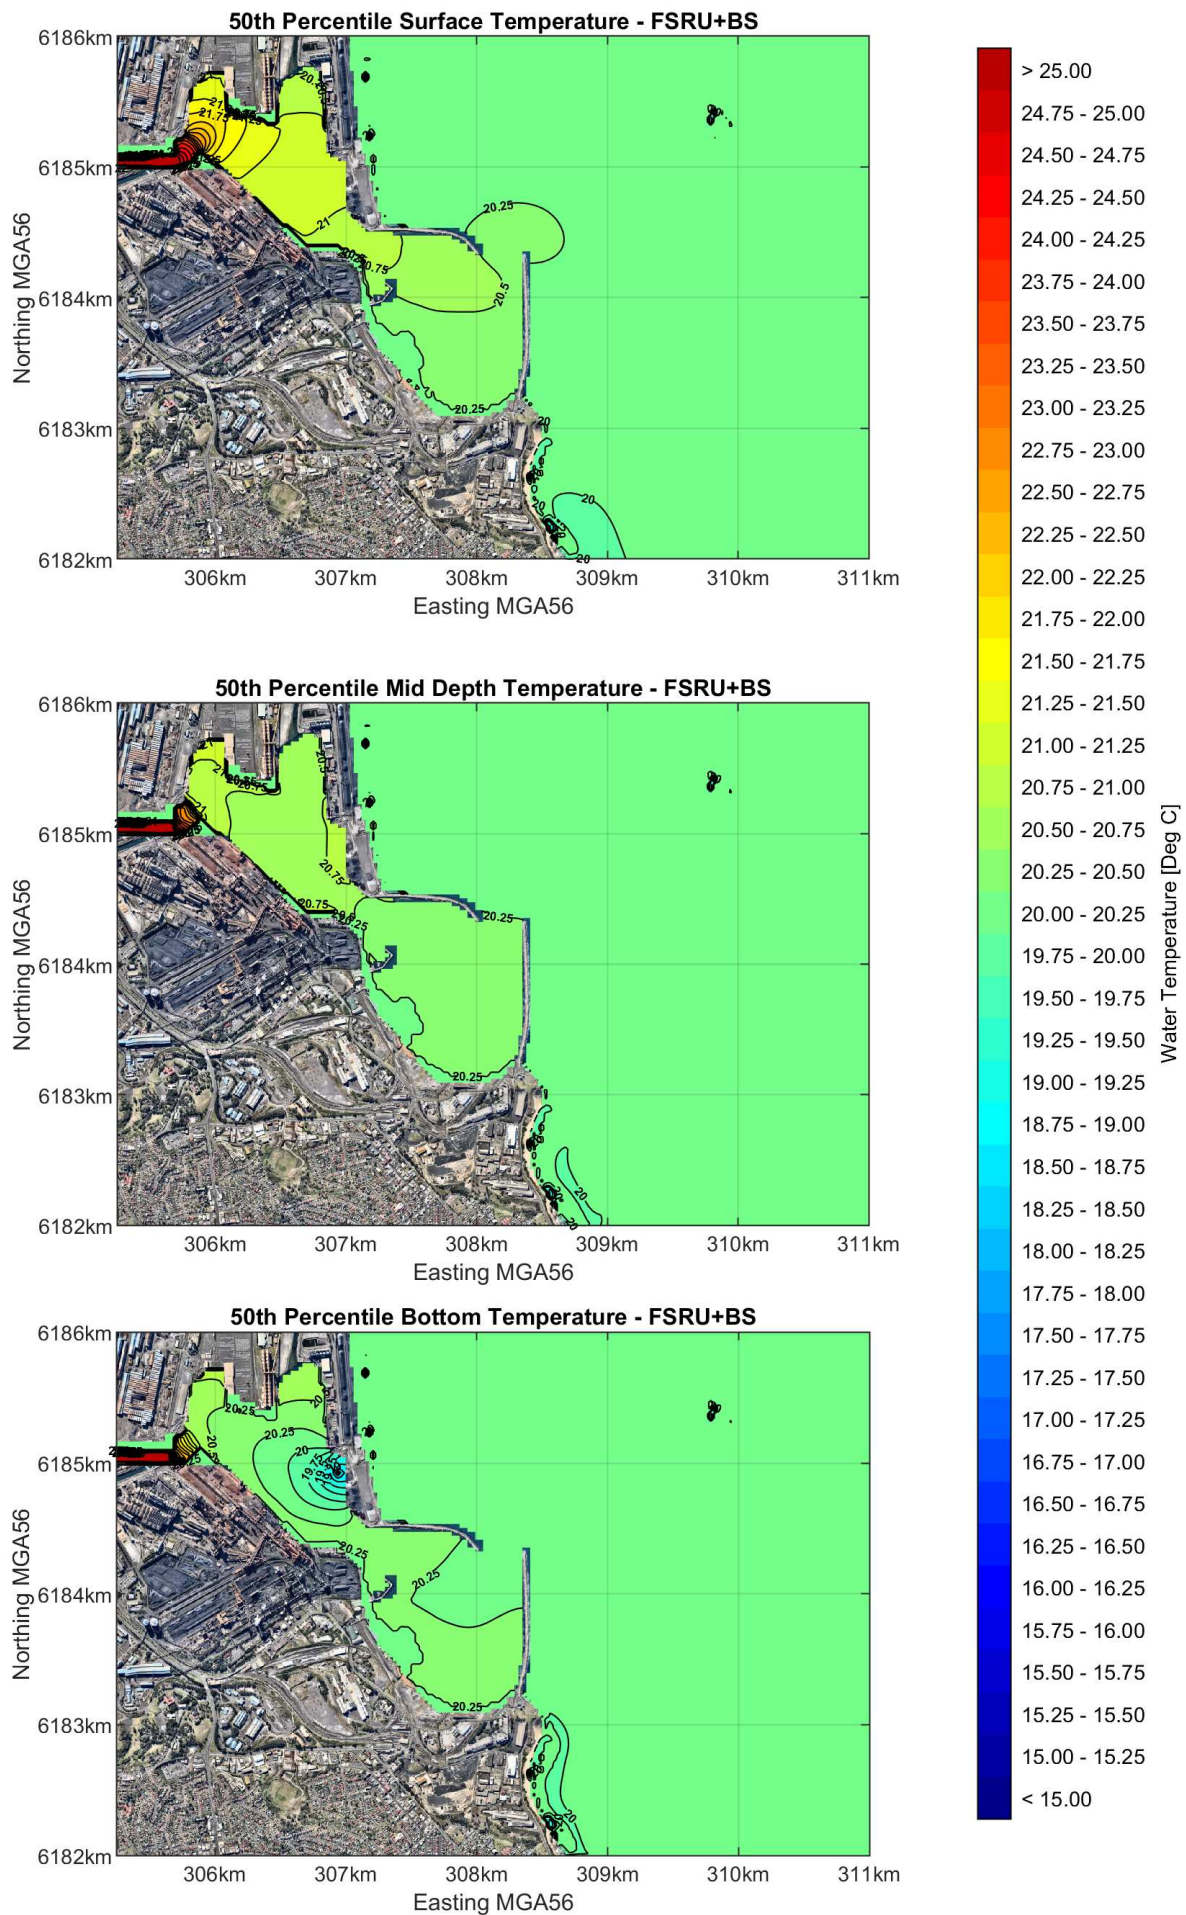 50th Percentile Surface Temperature - FSRU+BS
6186km
6185km
6184km
6183km
6182km
Northing MGA56
306km 307km 308km 309km 310km 311km
Easting MGA56
21.75
21
20.75
20.5
20.25
20.25
20
20
20
20
50th Percentile Mid Depth Temperature - FSRU+BS
6186km
6185km
6184km
6183km
6182km
Northing MGA56
306km 307km 308km 309km 310km 311km
Easting MGA56
20.5
20.75
21
20.75
20.75
20.25
20.25
20.25
20
20
50th Percentile Bottom Temperature - FSRU+BS
6186km
6185km
6184km
6183km
6182km
Northing MGA56
306km 307km 308km 309km 310km 311km
Easting MGA56
20.25
20.25
20.5
20
19.75
20.25
20.25
20.25
20
> 25.00
24.75 - 25.00
24.50 - 24.75
24.25 - 24.50
24.00 - 24.25
23.75 - 24.00
23.50 - 23.75
23.25 - 23.50
23.00 - 23.25
22.75 - 23.00
22.50 - 22.75
22.25 - 22.50
22.00 - 22.25
21.75 - 22.00
21.50 - 21.75
21.25 - 21.50
21.00 - 21.25
20.75 - 21.00
20.50 - 20.75
20.25 - 20.50
20.00 - 20.25
19.75 - 20.00
19.50 - 19.75
19.25 - 19.50
19.00 - 19.25
18.75 - 19.00
18.50 - 18.75
18.25 - 18.50
18.00 - 18.25
17.75 - 18.00
17.50 - 17.75
17.25 - 17.50
17.00 - 17.25
16.75 - 17.00
16.50 - 16.75
16.25 - 16.50
16.00 - 16.25
15.75 - 16.00
15.50 - 15.75
15.25 - 15.50
15.00 - 15.25
< 15.00
Water Temperature [Deg C]